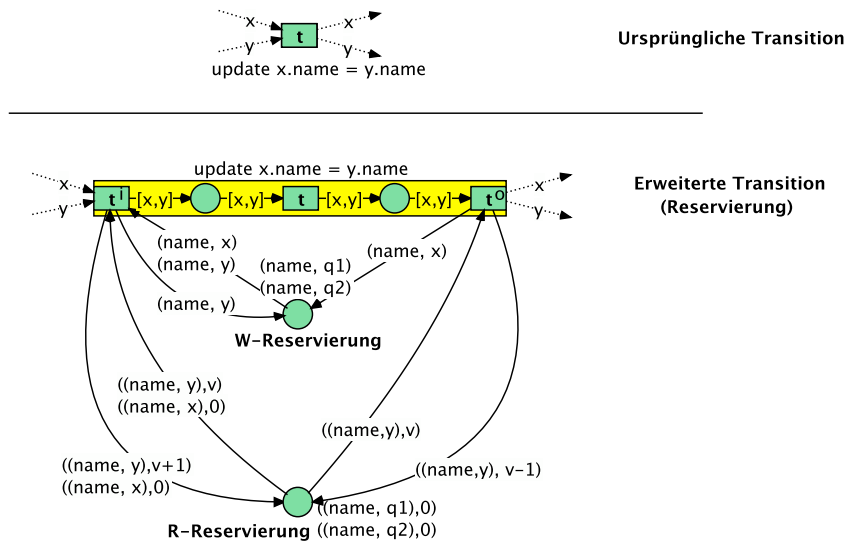 x
x
t
y
y
Ursprüngliche Transition
update x.name = y.name
update x.name = y.name
x
y
t i
[x,y]
[x,y]
t
[x,y]
[x,y]
t o
x
y
Erweiterte Transition
(Reservierung)
(name, x)
(name, y)
(name, x)
(name, q1)
(name, q2)
(name, y)
W-Reservierung
((name, y),v)
((name, x),0)
((name,y),v)
((name, y),v+1)
((name, x),0)
((name,y), v-1)
((name, q1),0)
((name, q2),0)
R-Reservierung